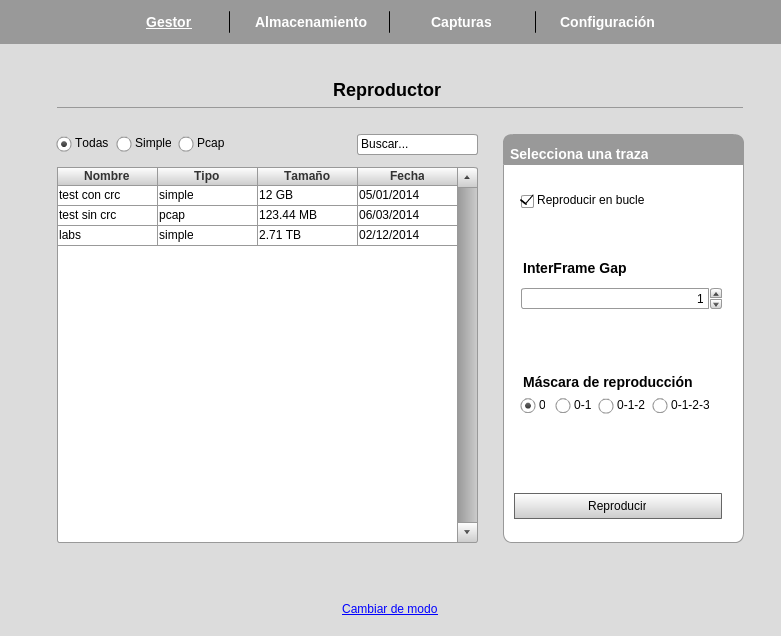 Gestor Almacenamiento Capturas Configuración
Reproductor
Todas Simple Pcap Buscar...
Nombre Tipo Tamaño Fecha
test con crc simple 12 GB 05/01/2014
test sin crc pcap 123.44 MB 06/03/2014
labs simple 2.71 TB 02/12/2014
Selecciona una traza
Reproducir en bucle
InterFrame Gap
1
Máscara de reproducción
0 0-1 0-1-2 0-1-2-3
Reproducir
Cambiar de modo